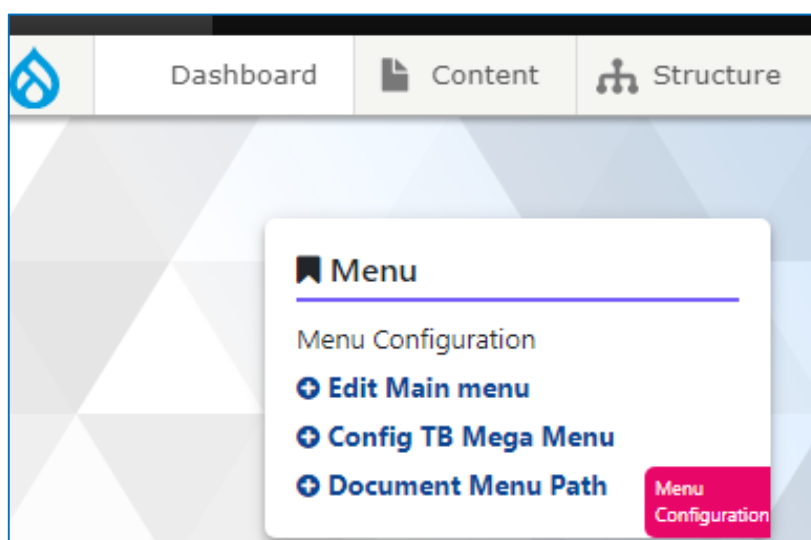 Dashboard Content Structure
Menu
Menu Configuration
Edit Main menu
Config TB Mega Menu
Document Menu Path
Menu
Configuration